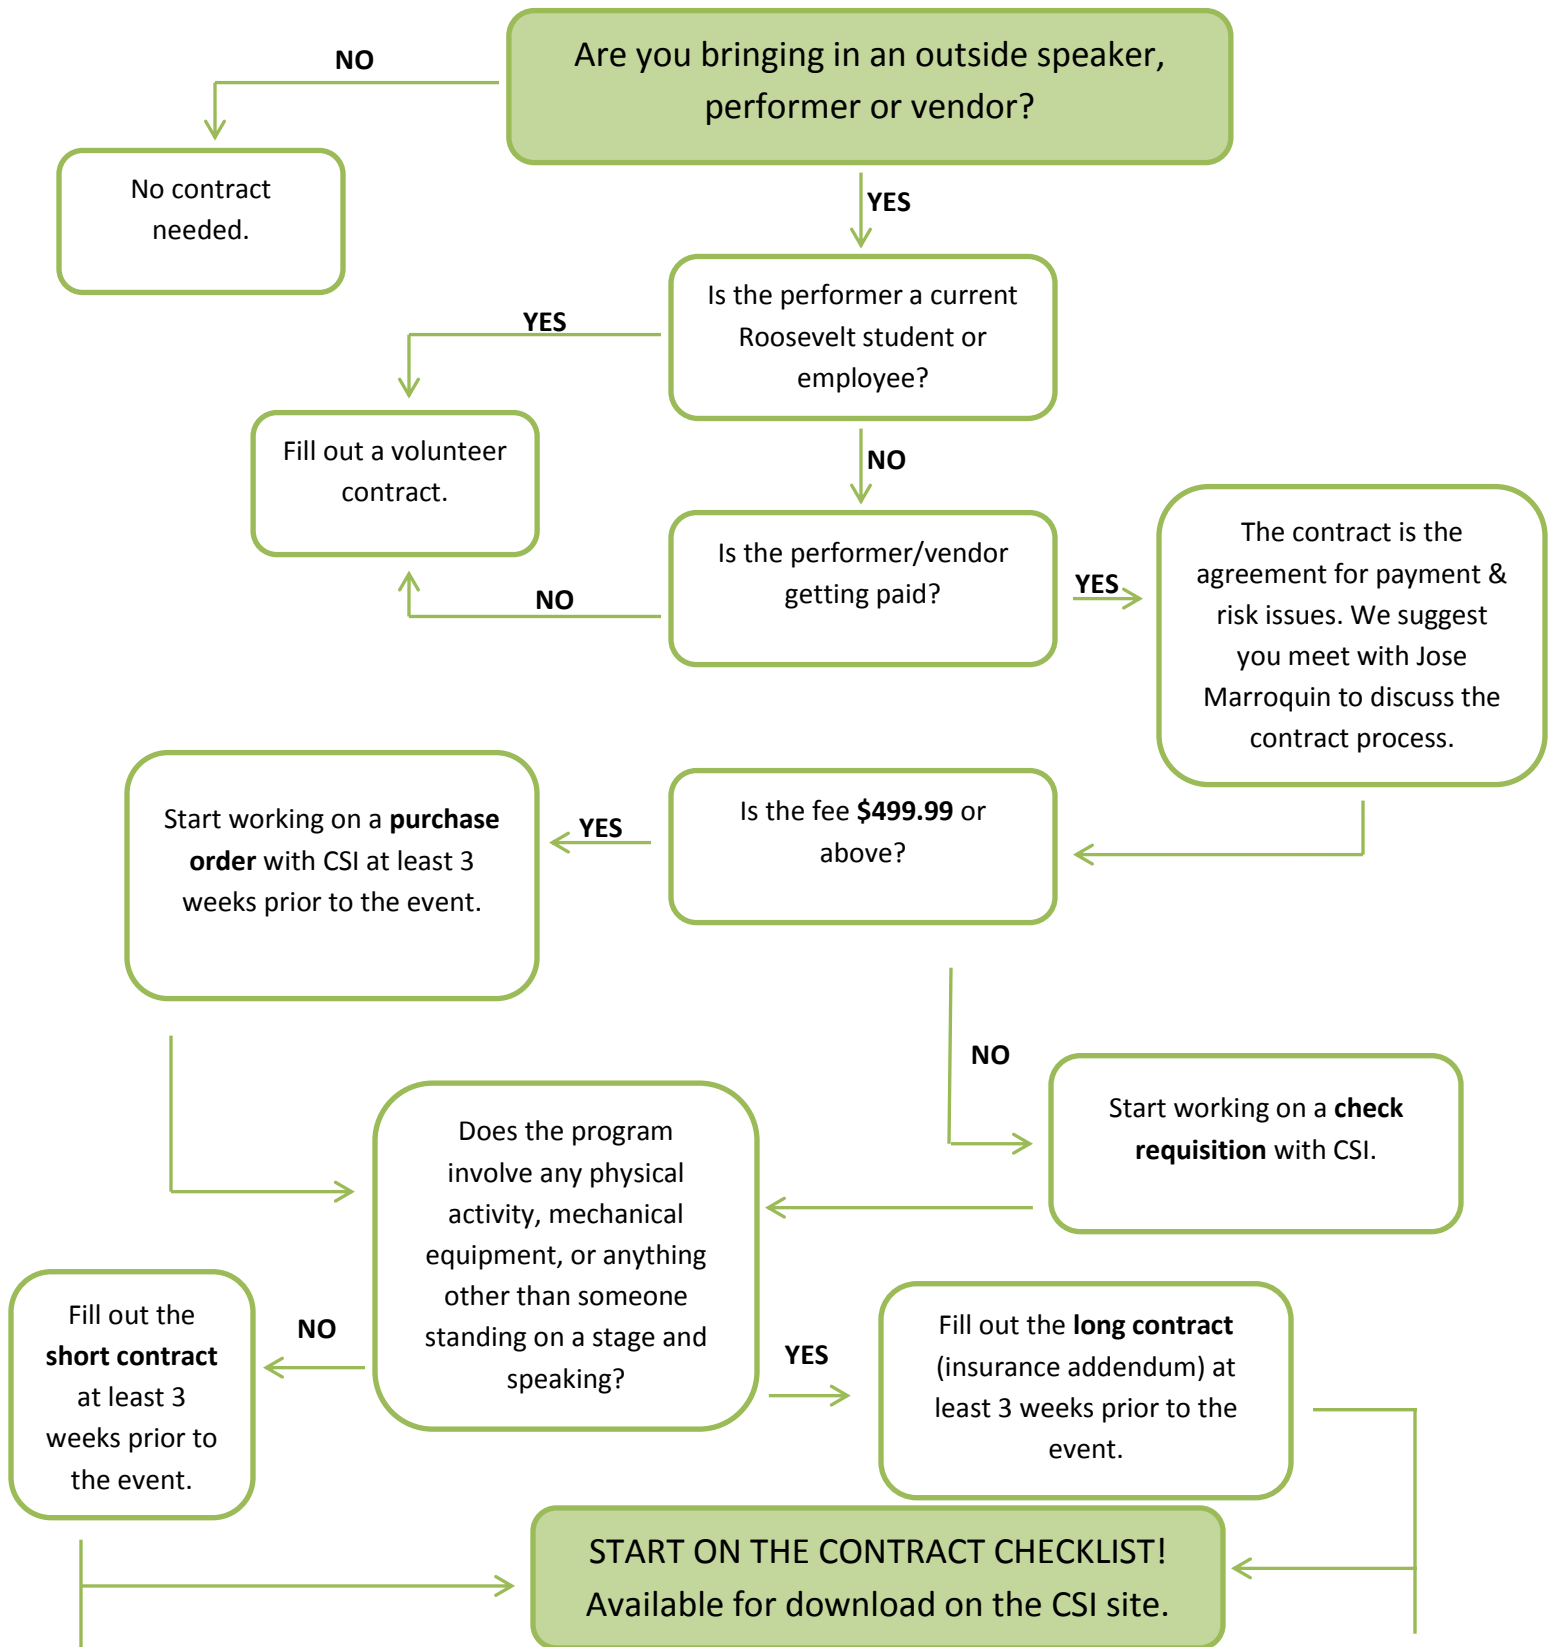 Are you bringing in an outside speaker,
performer or vendor?
NO
No contract
needed.
YES
Is the performer a current
Roosevelt student or
employee?
YES
Fill out a volunteer
contract.
NO
Is the performer/vendor
getting paid?
NO
YES
The contract is the
agreement for payment &
risk issues. We suggest
you meet with Jose
Marroquin to discuss the
contract process.
Is the fee $499.99 or
above?
YES
Start working on a purchase
order with CSI at least 3
weeks prior to the event.
NO
Start working on a check
requisition with CSI.
Does the program
involve any physical
activity, mechanical
equipment, or anything
other than someone
standing on a stage and
speaking?
NO
Fill out the
short contract
at least 3
weeks prior to
the event.
YES
Fill out the long contract
(insurance addendum) at
least 3 weeks prior to the
event.
START ON THE CONTRACT CHECKLIST!
Available for download on the CSI site.